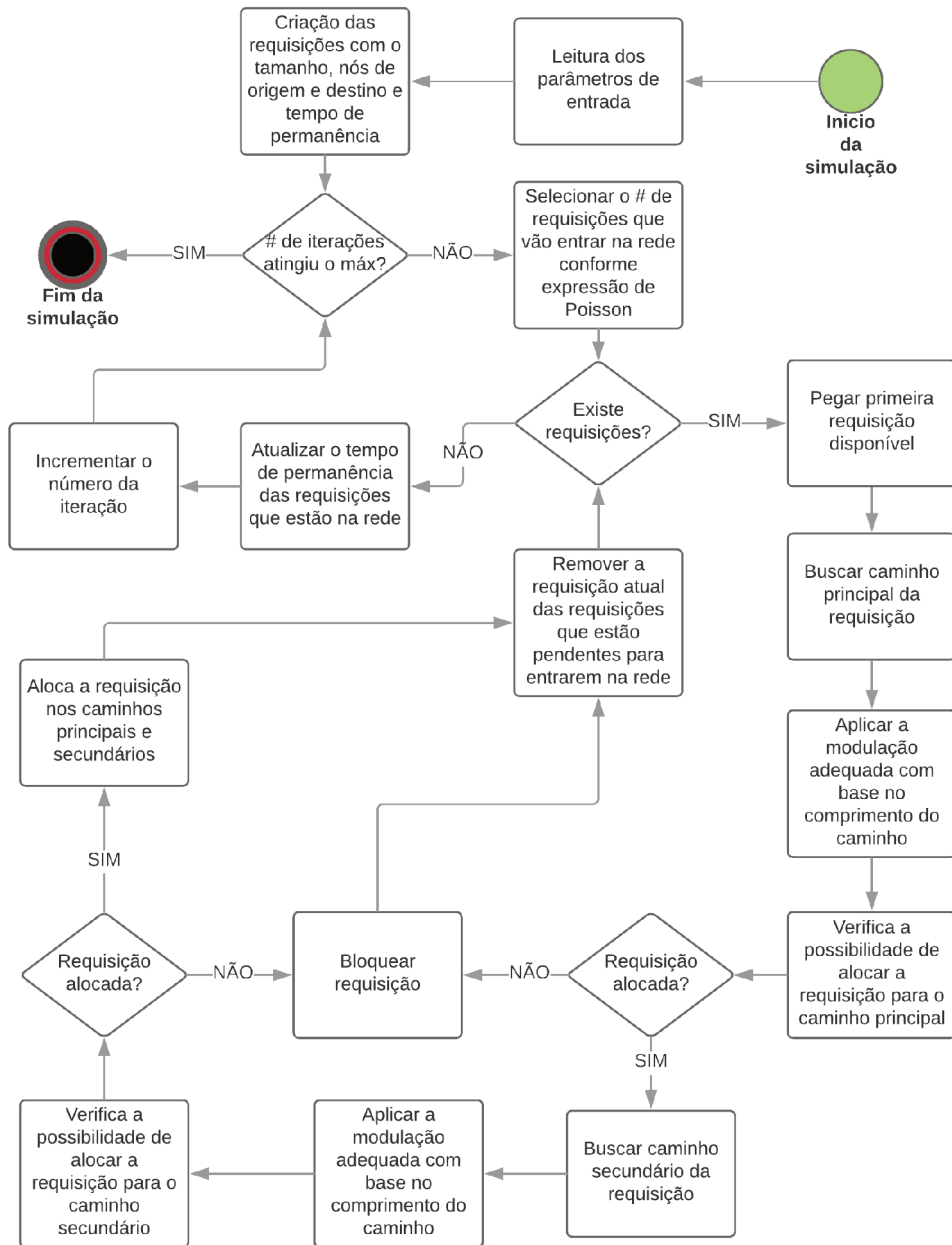 Criação das
requisições com o
tamanho, nós de
origem e destino e
tempo de
permanência
Leitura dos
parâmetros de
entrada
Inicio
da
simulação
Fim da
simulação
SIM
# de iterações
atingiu o máx?
NÃO
Selecionar o # de
requisições que
vão entrar na rede
conforme
expressão de
Poisson
Existe
requisições?
SIM
Pegar primeira
requisição
disponível
NÃO
Atualizar o tempo
de permanência
das requisições
que estão na rede
Incrementar o
número da
iteração
Buscar caminho
principal da
requisição
Remover a
requisição atual
das requisições
que estão
pendentes para
entrarem na rede
Aloca a requisição
nos caminhos
principais e
secundários
Aplicar a
modulação
adequada com
base no
comprimento do
caminho
SIM
Requisição
alocada?
NÃO
Bloquear
requisição
NÃO
Requisição
alocada?
Verifica a
possibilidade de
alocar a
requisição para o
caminho principal
SIM
Verifica a
possibilidade de
alocar a
requisição para o
caminho
secundário
Aplicar a
modulação
adequada com
base no
comprimento do
caminho
Buscar caminho
secundário da
requisição